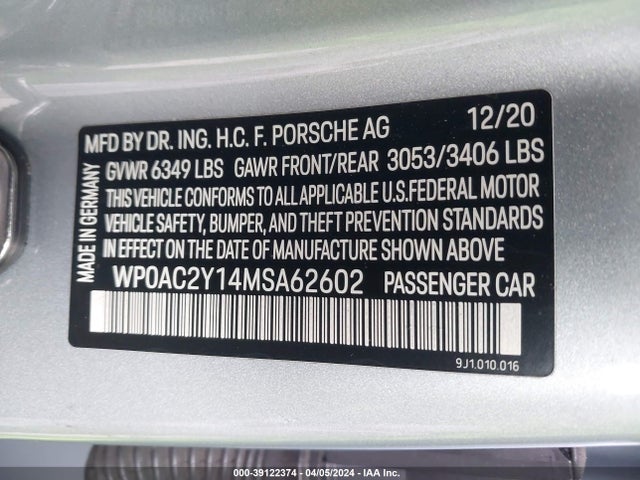 MADE IN GERMANY
MFD BY DR. ING. H.C. F. PORSCHE AG 12/20
GVWR 6349 LBS GAWR FRONT/REAR 3053/3406 LBS
THIS VEHICLE CONFORMS TO ALL APPLICABLE U.S.FEDERAL MOTOR
VEHICLE SAFETY, BUMPER, AND THEFT PREVENTION STANDARDS
IN EFFECT ON THE DATE OF MANUFACTURE SHOWN ABOVE
WP0AC2Y14MSA62602 PASSENGER CAR
9J1.010.016
000-39122374 | 04/05/2024 | IAA, Inc.